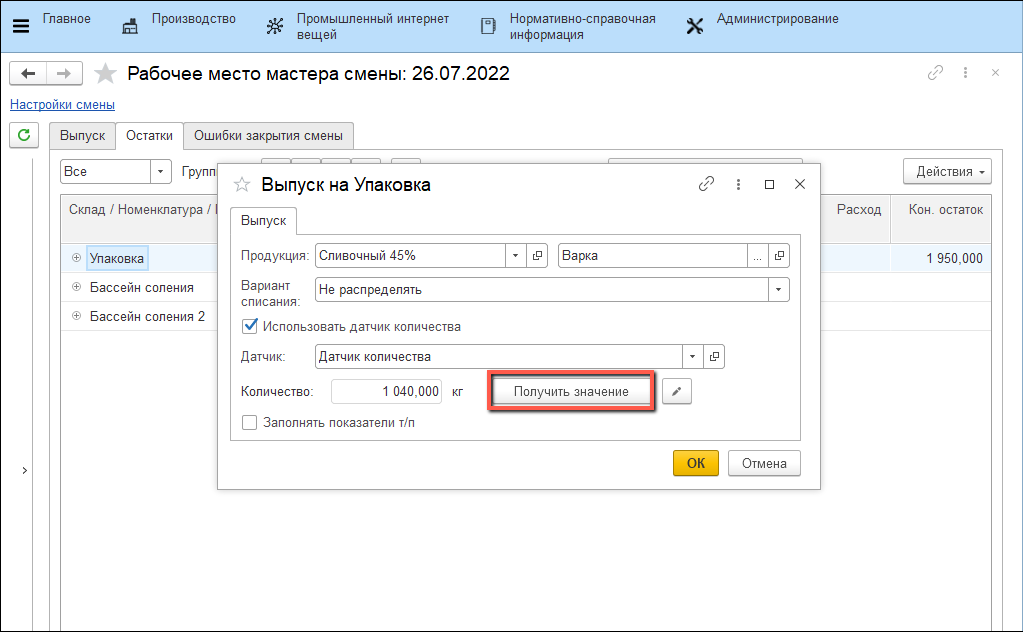 Главное
Производство
Промышленный интернет
вещей
Нормативно-справочная
информация
Администрирование
Рабочее место мастера смены: 26.07.2022
Настройки смены
Выпуск
Остатки
Ошибки закрытия смены
Все
Действия
Склад / Номенклатура /
Расход
Кон. остаток
Упаковка
1 950,000
Бассейн соления
Бассейн соления 2
Выпуск на Упаковка
Выпуск
Продукция:
Сливочный 45%
Варка
...
Вариант
списания:
Не распределять
Использовать датчик количества
Датчик:
Датчик количества
Количество:
1 040,000
кг
Получить значение
Заполнять показатели т/п
ОК
Отмена